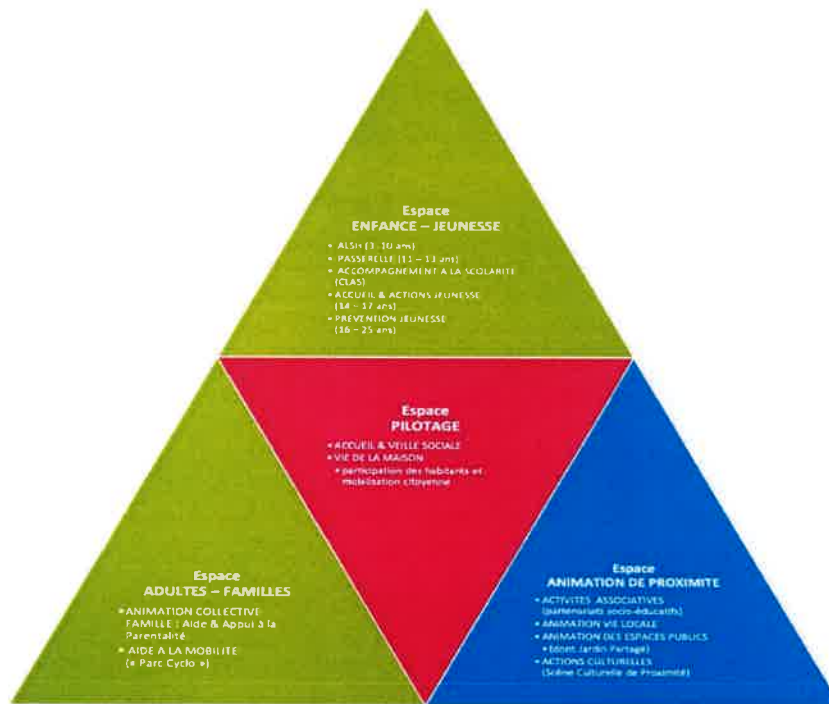 Espace
ENFANCE – JEUNESSE
• ALSH (3 -10 ans)
• PASSERELLE (11 – 13 ans)
• ACCOMPAGNEMENT A LA SCOLARITE
(CLAS)
• ACCUEIL & ACTIONS JEUNESSE
(14 – 17 ans)
• PREVENTION JEUNESSE
(16 – 25 ans)
Espace
PILOTAGE
• ACCUEIL & VEILLE SOCIALE
• VIE DE LA MAISON
• participation des habitants et
mobilisation citoyenne
Espace
ADULTES – FAMILLES
• ANIMATION COLLECTIVE
FAMILLE : Aide & Appui à la
Parentalité
• AIDE A LA MOBILITE
(« Parc Cyclo »)
Espace
ANIMATION DE PROXIMITE
• ACTIVITES ASSOCIATIVES
(partenariats socio-éducatifs)
• ANIMATION VIE LOCALE
• ANIMATION DES ESPACES PUBLICS
• (dont Jardin Partagé)
• ACTIONS CULTURELLES
(Scène Culturelle de Proximité)